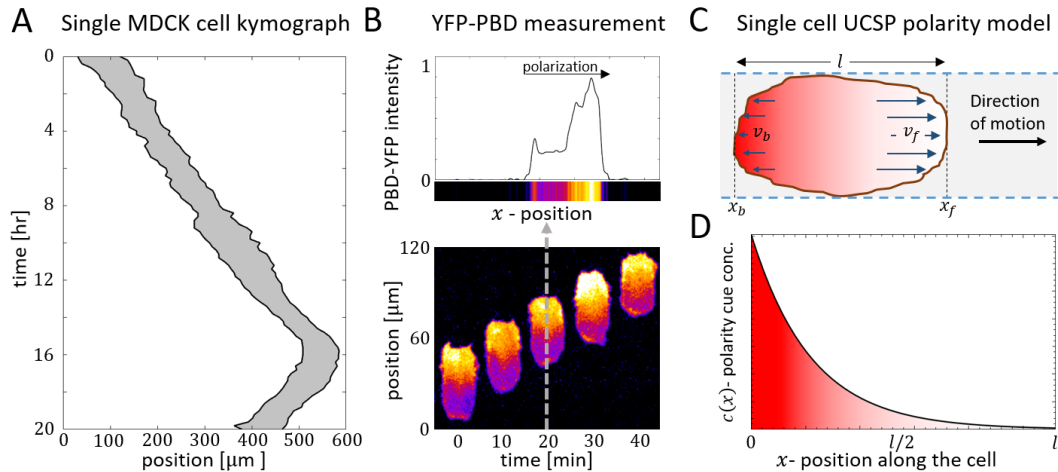 A Single MDCK cell kymograph
0
4
8
12
16
20
time [hr]
0 100 200 300 400 500 600
position [μm ]
B YFP-PBD measurement
1
0
PBD-YFP intensity
polarization
x - position
120
60
0
position [μm]
0 10 20 30 40
time [min]
C Single cell UCSP polarity model
l
v_b
v_f
Direction
of motion
x_b x_f
D
c(x)- polarity cue conc.
0 l/2 l
x- position along the cell